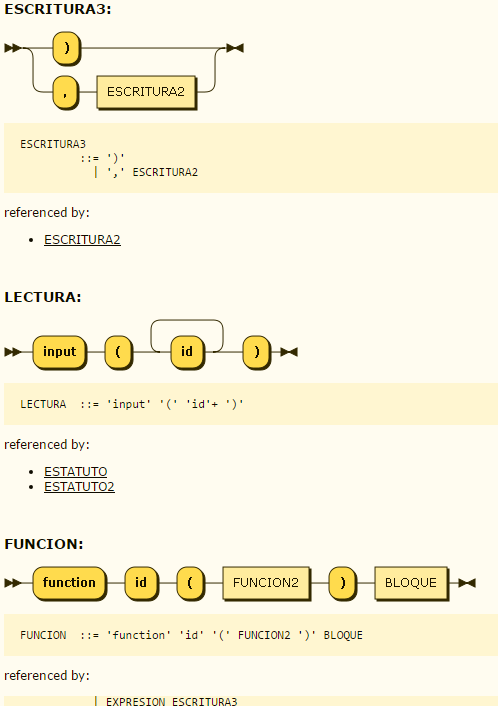 ESCRITURA3:
)
, ESCRITURA2
ESCRITURA3
::= ')'
| ',' ESCRITURA2
referenced by:
• ESCRITURA2
LECTURA:
input ( id )
LECTURA ::= 'input' '(' 'id'+ ')'
referenced by:
• ESTATUTO
• ESTATUTO2
FUNCION:
function id ( FUNCION2 ) BLOQUE
FUNCION ::= 'function' 'id' '(' FUNCION2 ')' BLOQUE
referenced by:
| EXPRESION ESCRITURA3